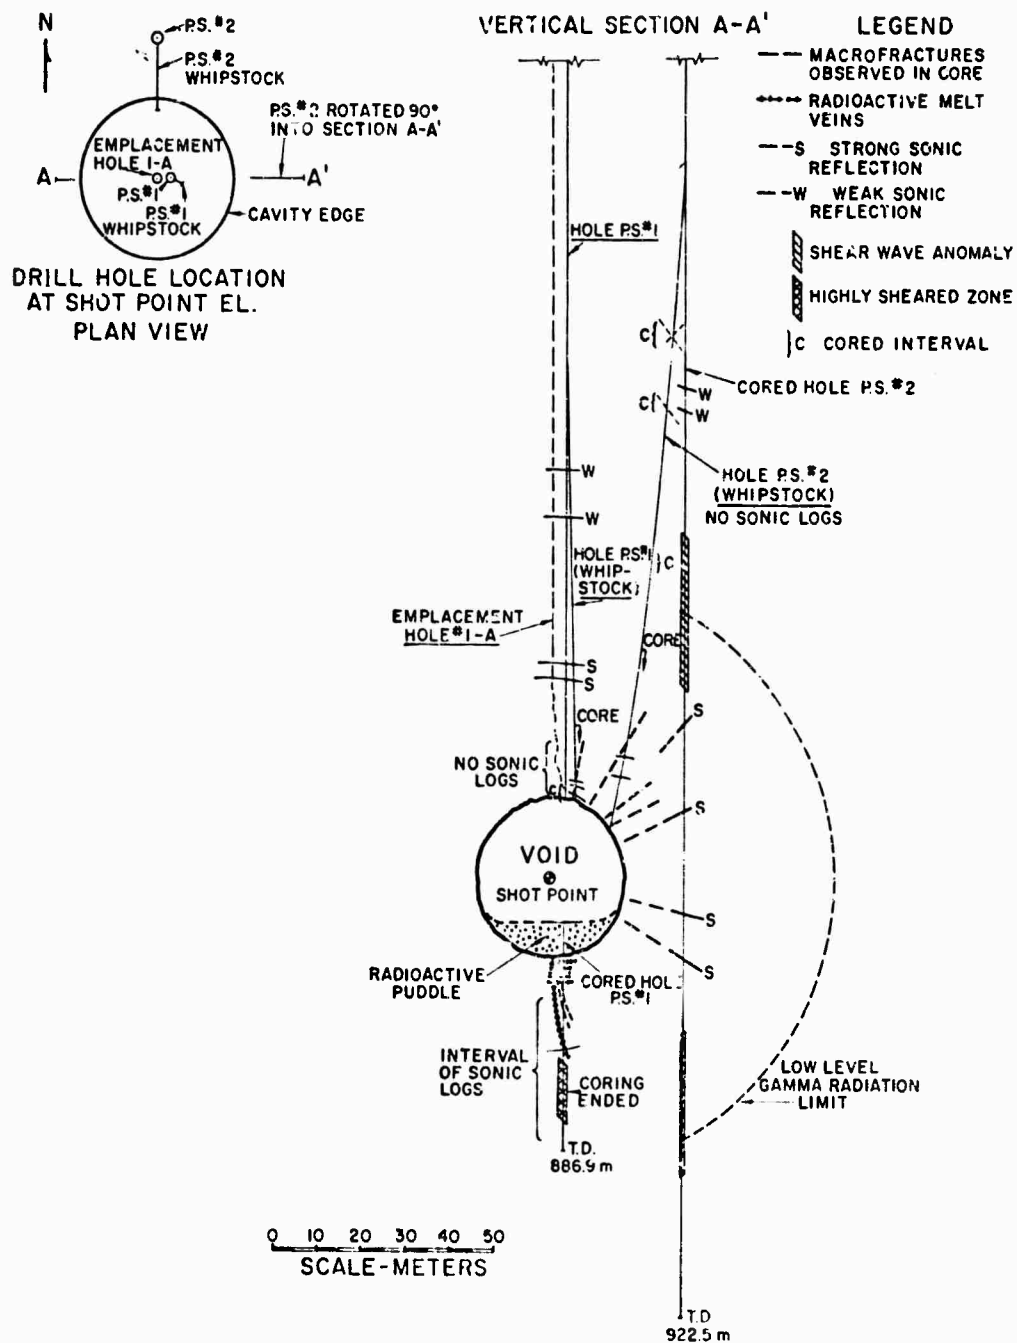 N
P.S.#2
P.S.#2
WHIPSTOCK
P.S.#2 ROTATED 90°
INTO SECTION A-A'
EMPLACEMENT
HOLE I-A
A
A'
P.S.#1
P.S.#1
WHIPSTOCK
CAVITY EDGE
DRILL HOLE LOCATION
AT SHOT POINT EL.
PLAN VIEW
VERTICAL SECTION A-A'
LEGEND
MACROFRACTURES
OBSERVED IN CORE
RADIOACTIVE MELT
VEINS
S STRONG SONIC
REFLECTION
W WEAK SONIC
REFLECTION
SHEAR WAVE ANOMALY
HIGHLY SHEARED ZONE
C CORED INTERVAL
HOLE P.S.#1
C
CORED HOLE P.S.#2
W
C
W
W
HOLE P.S.#2
(WHIPSTOCK)
NO SONIC LOGS
W
HOLE P.S.#1
(WHIP-
STOCK)
C
EMPLACEMENT
HOLE #1-A
CORE
S
S
S
CORE
NO SONIC
LOGS
C
S
VOID
SHOT POINT
S
S
RADIOACTIVE
PUDDLE
CORED HOLE
P.S.#1
INTERVAL
OF SONIC
LOGS
CORING
ENDED
LOW LEVEL
GAMMA RADIATION
LIMIT
T.D.
886.9 m
0 10 20 30 40 50
SCALE-METERS
T.D
922.5 m